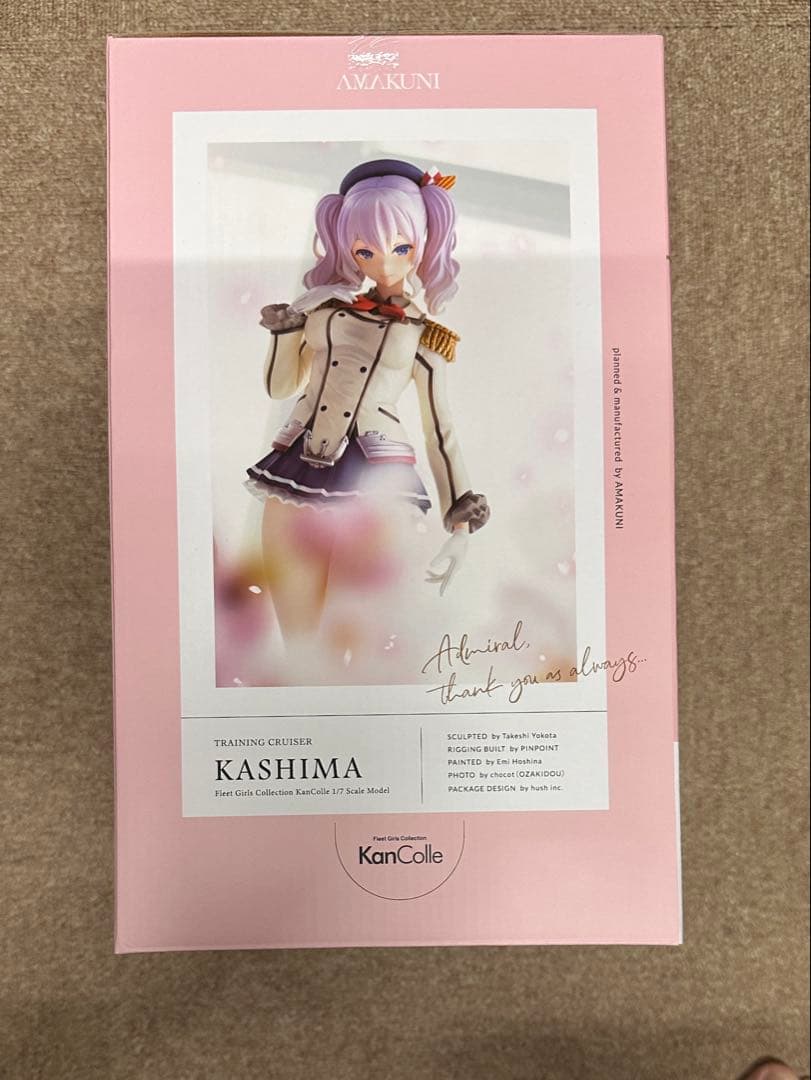 AMAKUNI
planned & manufactured by AMAKUNI
Admiral,
thank you as always...
TRAINING CRUISER
KASHIMA
Fleet Girls Collection KanColle 1/7 Scale Model
SCULPTED by Takeshi Yokota
RIGGING BUILT by PINPOINT
PAINTED by Emi Hoshina
PHOTO by chocot (OZAKIDOU)
PACKAGE DESIGN by hush inc.
Fleet Girls Collection
KanColle